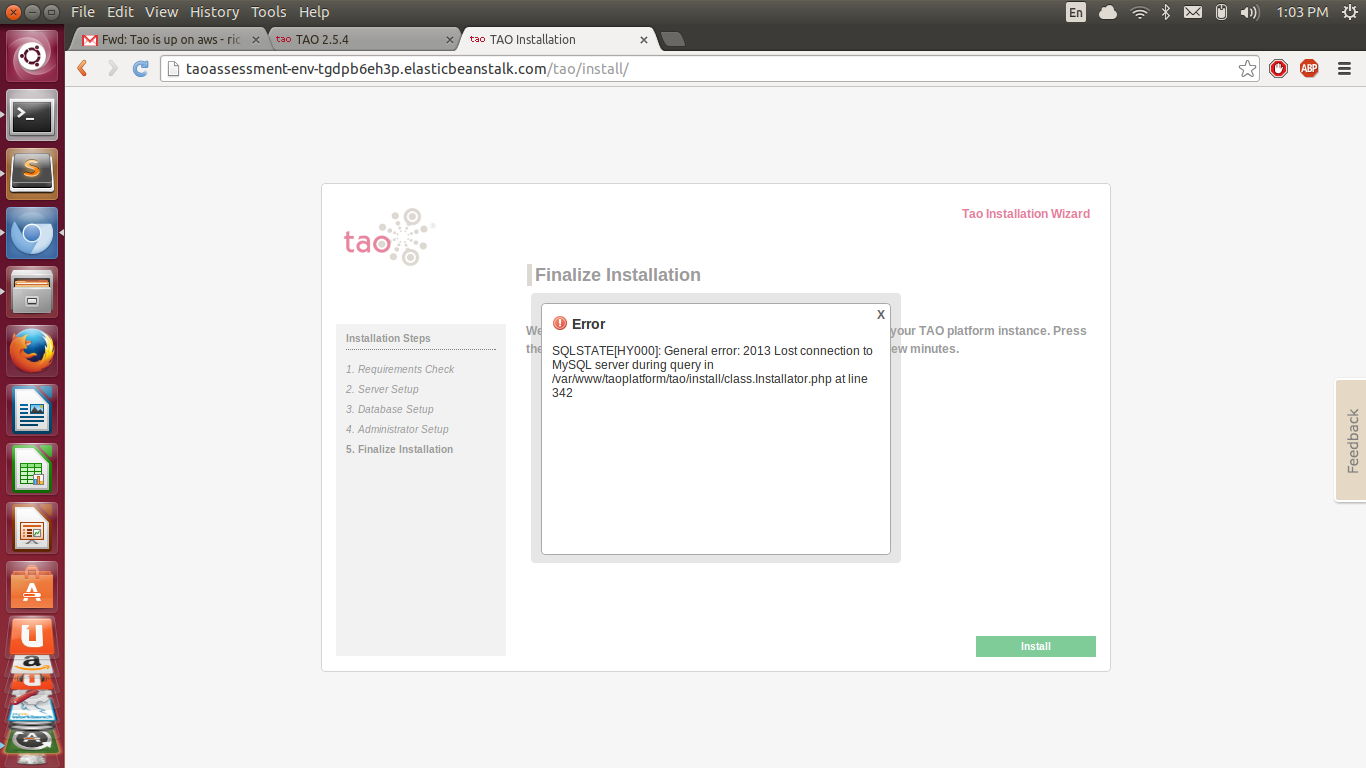 File Edit View History Tools Help
En
1:03 PM
Fwd: Tao is up on aws - ric
tao TAO 2.5.4
tao TAO Installation
taoassessment-env-tgdpb6eh3p.elasticbeanstalk.com/tao/install/
ABP
tao
Tao Installation Wizard
Finalize Installation
We
your TAO platform instance. Press
the
ew minutes.
Installation Steps
1. Requirements Check
2. Server Setup
3. Database Setup
4. Administrator Setup
5. Finalize Installation
X
Error
SQLSTATE[HY000]: General error: 2013 Lost connection to
MySQL server during query in
/var/www/taoplatform/tao/install/class.Installator.php at line
342
Install
Feedback